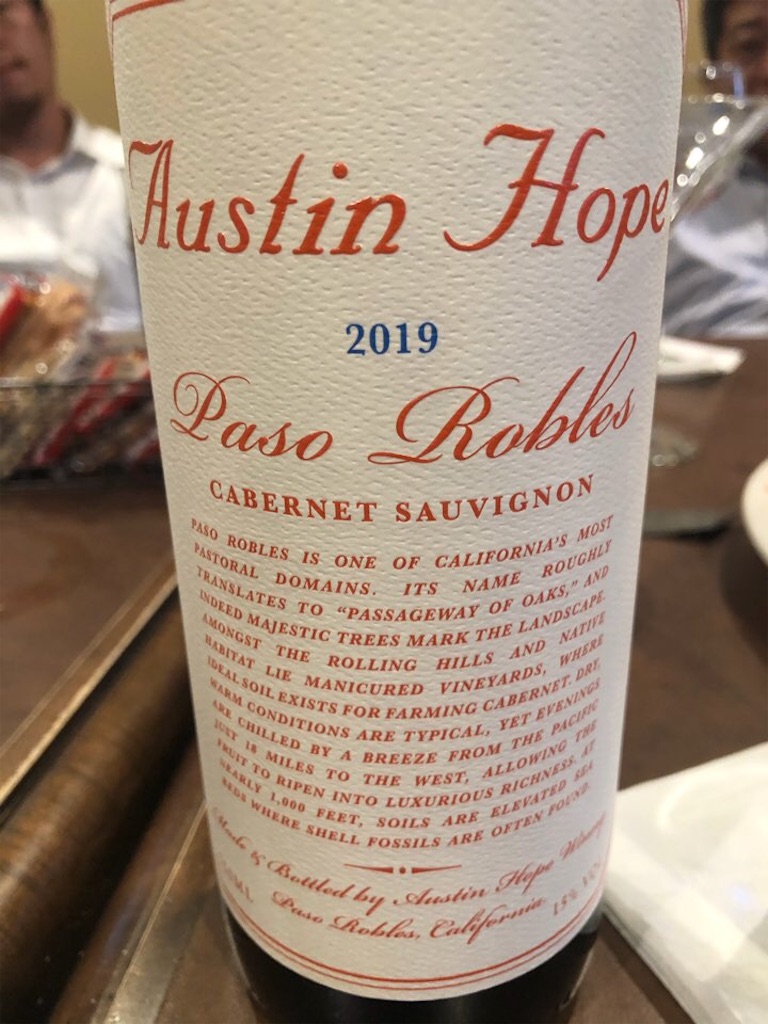 Austin Hope
2019
Paso Robles
CABERNET SAUVIGNON
PASO ROBLES IS ONE OF CALIFORNIA'S MOST
PASTORAL DOMAINS. ITS NAME ROUGHLY
TRANSLATES TO "PASSAGEWAY OF OAKS," AND
INDEED MAJESTIC TREES MARK THE LANDSCAPE.
AMONGST THE ROLLING HILLS AND NATIVE
HABITAT LIE MANICURED VINEYARDS, WHERE
IDEAL SOIL EXISTS FOR FARMING CABERNET. DRY,
WARM CONDITIONS ARE TYPICAL, YET EVENINGS
ARE CHILLED BY A BREEZE FROM THE PACIFIC
JUST 18 MILES TO THE WEST, ALLOWING THE
FRUIT TO RIPEN INTO LUXURIOUS RICHNESS. AT
NEARLY 1,000 FEET, SOILS ARE ELEVATED SEA
BEDS WHERE SHELL FOSSILS ARE OFTEN FOUND.
Made & Bottled by Austin Hope Winery
Paso Robles, California
15% VOL